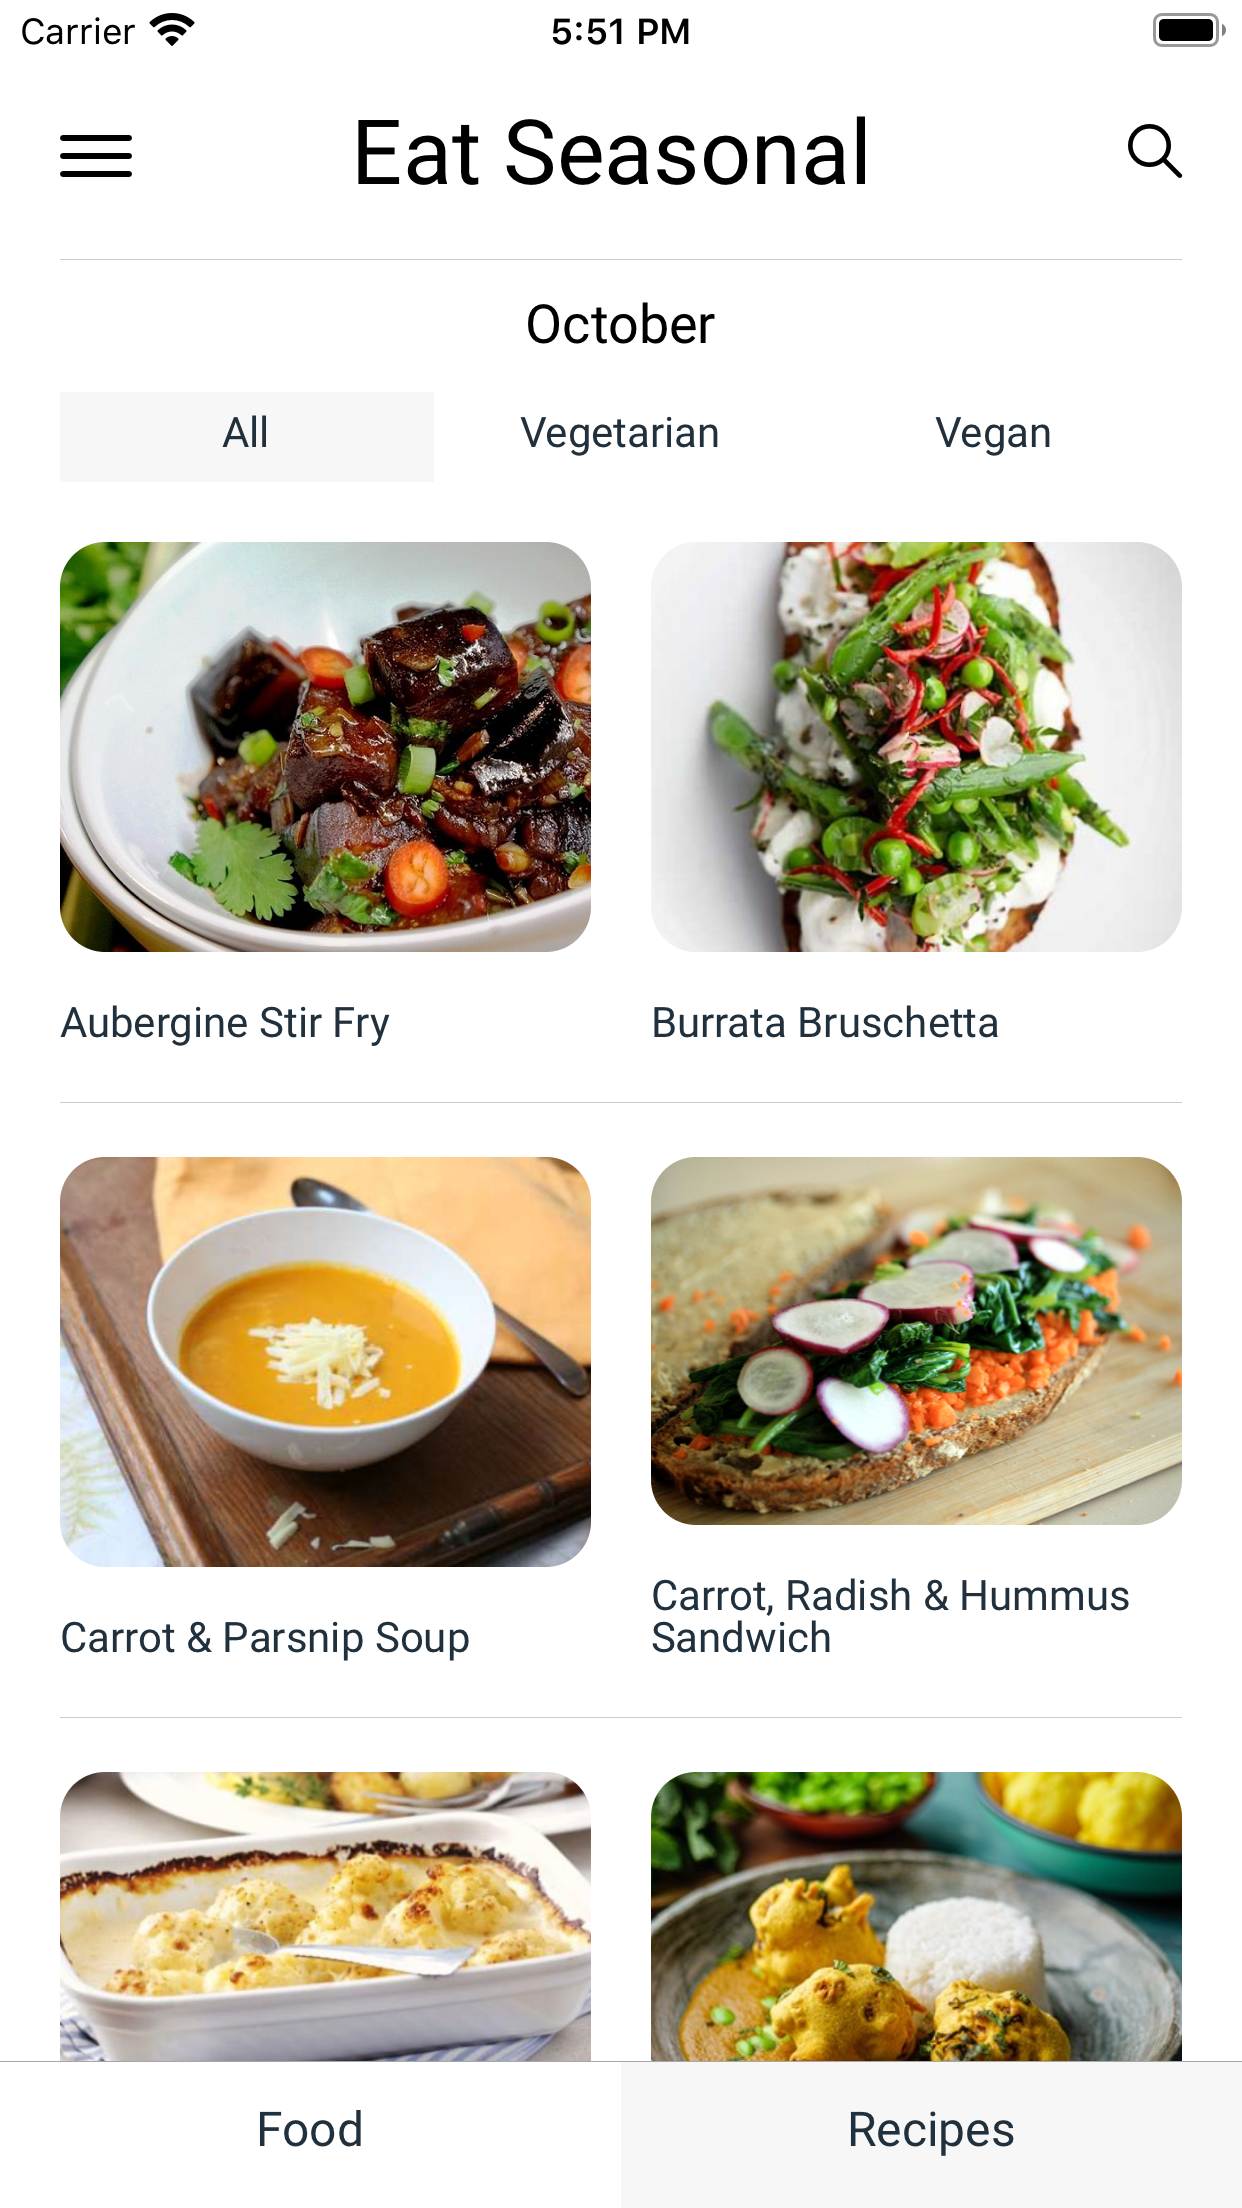 Carrier 5:51 PM
Eat Seasonal
October
All Vegetarian Vegan
Aubergine Stir Fry
Burrata Bruschetta
Carrot & Parsnip Soup
Carrot, Radish & Hummus
Sandwich
Food Recipes